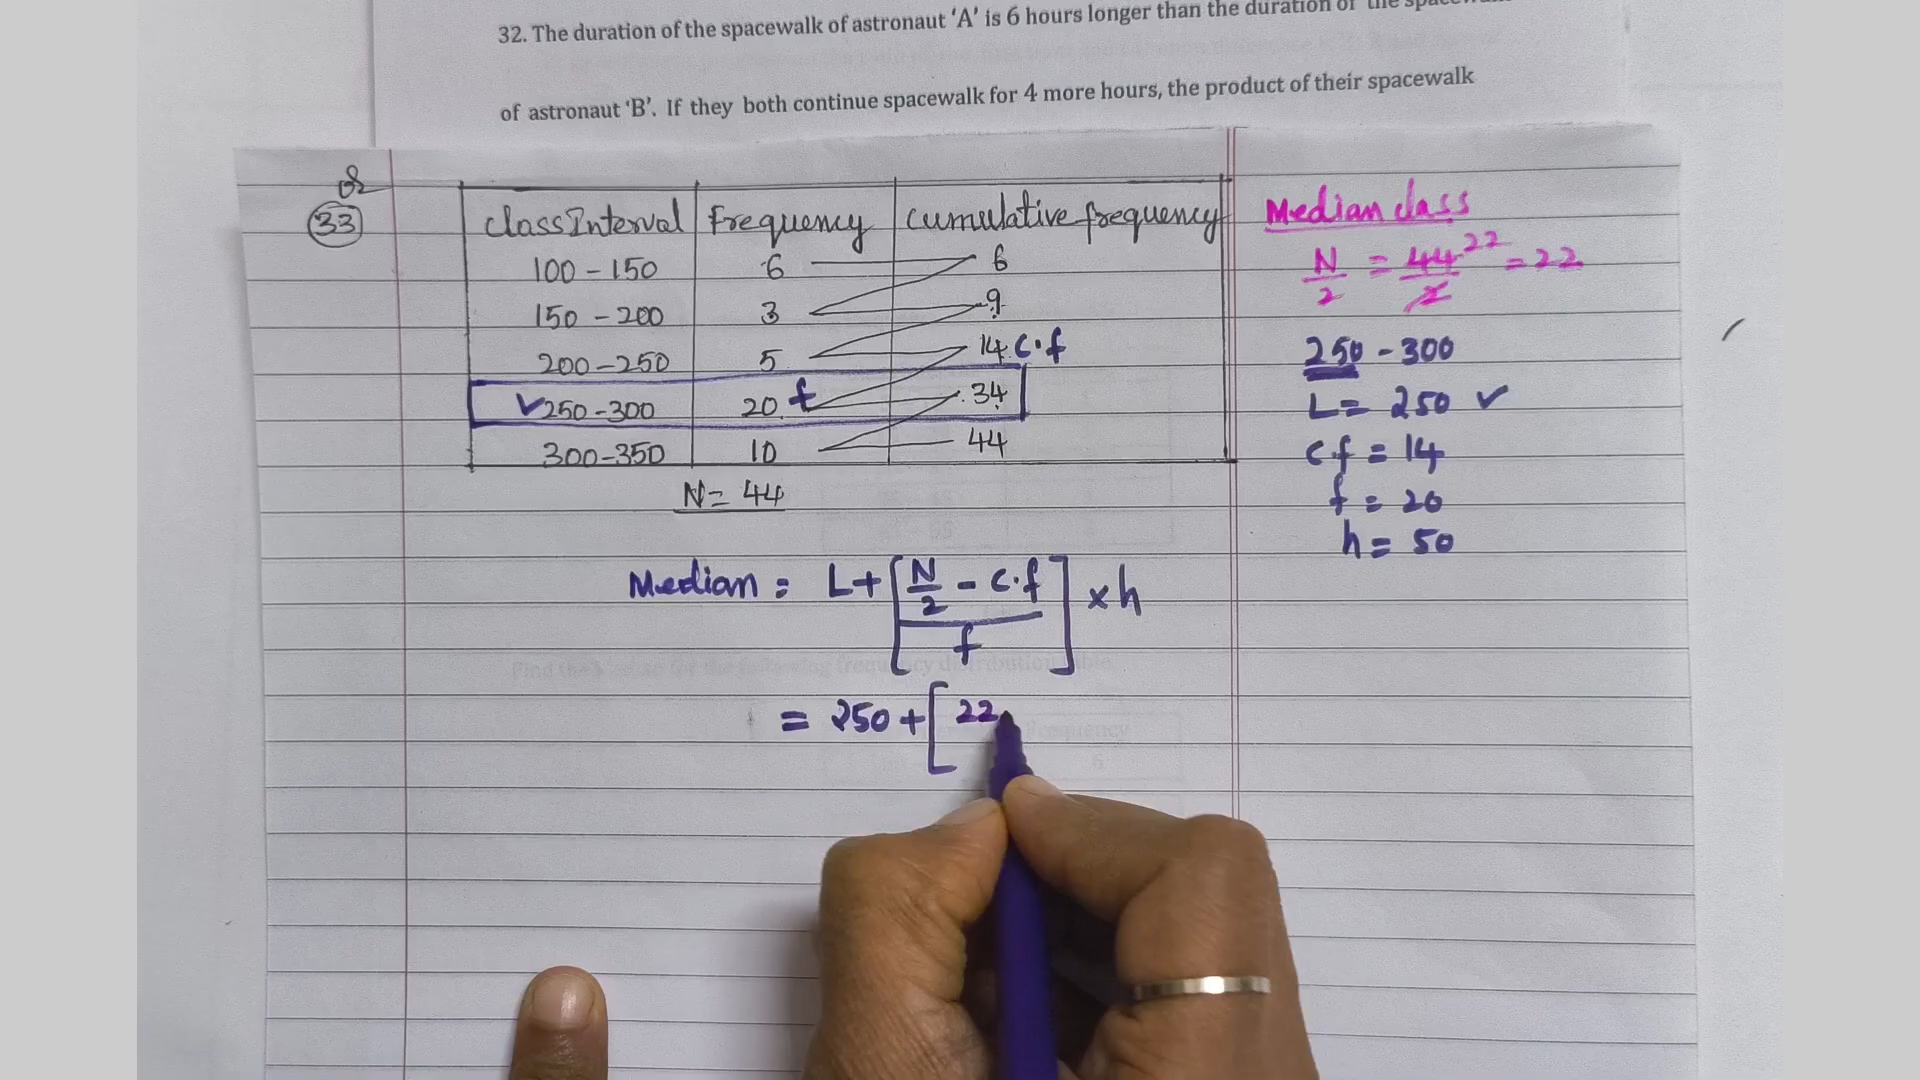 32. The duration of the spacewalk of astronaut ‘A’ is 6 hours longer than the duration of the
of astronaut ‘B’. If they both continue spacewalk for 4 more hours, the product of their spacewalk
33
class Interval Frequency cumulative frequency
100 - 150 6 6
150 - 200 3 9
200 - 250 5 14 c.f
✓ 250 - 300 20 f 34
300 - 350 10 44
N = 44
Median = L + [N/2 - c.f / f] × h
= 250 + [22
Median class
N/2 = 44/2 22 = 22
250 - 300
L = 250 ✓
c.f = 14
f = 20
h = 50